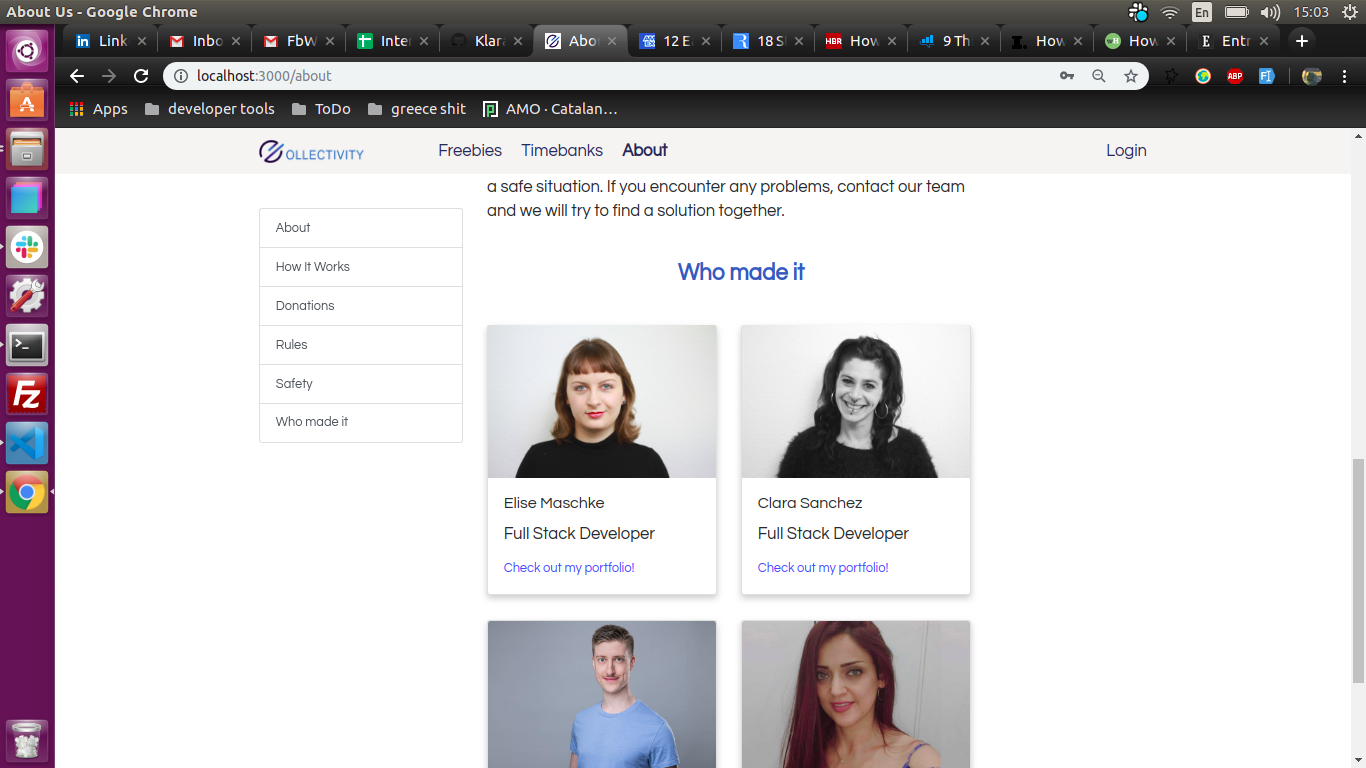 About Us - Google Chrome
En
15:03
Link
Inbo
FbW
Inter
Klara
Abo
12 E
18 S
HBR
How
9 Th
How
How
E
Entr
localhost:3000/about
ABP
Apps
developer tools
ToDo
greece shit
AMO · Catalan…
OLLECTIVITY
Freebies
Timebanks
About
Login
a safe situation. If you encounter any problems, contact our team
and we will try to find a solution together.
About
How It Works
Donations
Rules
Safety
Who made it
Who made it
Elise Maschke
Full Stack Developer
Check out my portfolio!
Clara Sanchez
Full Stack Developer
Check out my portfolio!